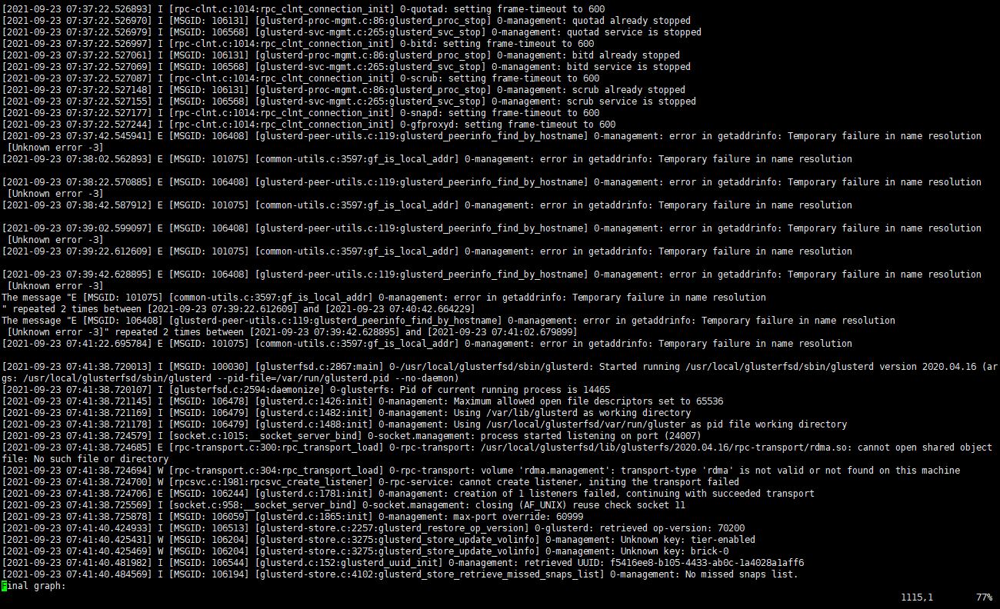 [2021-09-23 07:37:22.526893] I [rpc-clnt.c:1014:rpc_clnt_connection_init] 0-quotad: setting frame-timeout to 600
[2021-09-23 07:37:22.526970] I [MSGID: 106131] [glusterd-proc-mgmt.c:86:glusterd_proc_stop] 0-management: quotad already stopped
[2021-09-23 07:37:22.526979] I [MSGID: 106568] [glusterd-svc-mgmt.c:265:glusterd_svc_stop] 0-management: quotad service is stopped
[2021-09-23 07:37:22.526997] I [rpc-clnt.c:1014:rpc_clnt_connection_init] 0-bitd: setting frame-timeout to 600
[2021-09-23 07:37:22.527061] I [MSGID: 106131] [glusterd-proc-mgmt.c:86:glusterd_proc_stop] 0-management: bitd already stopped
[2021-09-23 07:37:22.527069] I [MSGID: 106568] [glusterd-svc-mgmt.c:265:glusterd_svc_stop] 0-management: bitd service is stopped
[2021-09-23 07:37:22.527087] I [rpc-clnt.c:1014:rpc_clnt_connection_init] 0-scrub: setting frame-timeout to 600
[2021-09-23 07:37:22.527148] I [MSGID: 106131] [glusterd-proc-mgmt.c:86:glusterd_proc_stop] 0-management: scrub already stopped
[2021-09-23 07:37:22.527155] I [MSGID: 106568] [glusterd-svc-mgmt.c:265:glusterd_svc_stop] 0-management: scrub service is stopped
[2021-09-23 07:37:22.527177] I [rpc-clnt.c:1014:rpc_clnt_connection_init] 0-snapd: setting frame-timeout to 600
[2021-09-23 07:37:22.527244] I [rpc-clnt.c:1014:rpc_clnt_connection_init] 0-gfproxyd: setting frame-timeout to 600
[2021-09-23 07:37:42.545941] E [MSGID: 106408] [glusterd-peer-utils.c:119:glusterd_peerinfo_find_by_hostname] 0-management: error in getaddrinfo: Temporary failure in name resolution
 [Unknown error -3]
[2021-09-23 07:38:02.562893] E [MSGID: 101075] [common-utils.c:3597:gf_is_local_addr] 0-management: error in getaddrinfo: Temporary failure in name resolution
[2021-09-23 07:38:22.570885] E [MSGID: 106408] [glusterd-peer-utils.c:119:glusterd_peerinfo_find_by_hostname] 0-management: error in getaddrinfo: Temporary failure in name resolution
 [Unknown error -3]
[2021-09-23 07:38:42.587912] E [MSGID: 101075] [common-utils.c:3597:gf_is_local_addr] 0-management: error in getaddrinfo: Temporary failure in name resolution
[2021-09-23 07:39:02.599097] E [MSGID: 106408] [glusterd-peer-utils.c:119:glusterd_peerinfo_find_by_hostname] 0-management: error in getaddrinfo: Temporary failure in name resolution
 [Unknown error -3]
[2021-09-23 07:39:22.612609] E [MSGID: 101075] [common-utils.c:3597:gf_is_local_addr] 0-management: error in getaddrinfo: Temporary failure in name resolution
[2021-09-23 07:39:42.628895] E [MSGID: 106408] [glusterd-peer-utils.c:119:glusterd_peerinfo_find_by_hostname] 0-management: error in getaddrinfo: Temporary failure in name resolution
 [Unknown error -3]
The message "E [MSGID: 101075] [common-utils.c:3597:gf_is_local_addr] 0-management: error in getaddrinfo: Temporary failure in name resolution
" repeated 2 times between [2021-09-23 07:39:22.612609] and [2021-09-23 07:40:42.664229]
The message "E [MSGID: 106408] [glusterd-peer-utils.c:119:glusterd_peerinfo_find_by_hostname] 0-management: error in getaddrinfo: Temporary failure in name resolution
 [Unknown error -3]" repeated 2 times between [2021-09-23 07:39:42.628895] and [2021-09-23 07:41:02.679899]
[2021-09-23 07:41:22.695784] E [MSGID: 101075] [common-utils.c:3597:gf_is_local_addr] 0-management: error in getaddrinfo: Temporary failure in name resolution
[2021-09-23 07:41:38.720013] I [MSGID: 100030] [glusterfsd.c:2867:main] 0-/usr/local/glusterfsd/sbin/glusterd: Started running /usr/local/glusterfsd/sbin/glusterd version 2020.04.16 (ar
gs: /usr/local/glusterfsd/sbin/glusterd --pid-file=/var/run/glusterd.pid --no-daemon)
[2021-09-23 07:41:38.720107] I [glusterfsd.c:2594:daemonize] 0-glusterfs: Pid of current running process is 14465
[2021-09-23 07:41:38.721145] I [MSGID: 106478] [glusterd.c:1426:init] 0-management: Maximum allowed open file descriptors set to 65536
[2021-09-23 07:41:38.721169] I [MSGID: 106479] [glusterd.c:1482:init] 0-management: Using /var/lib/glusterd as working directory
[2021-09-23 07:41:38.721178] I [MSGID: 106479] [glusterd.c:1488:init] 0-management: Using /usr/local/glusterfsd/var/run/gluster as pid file working directory
[2021-09-23 07:41:38.724579] I [socket.c:1015:__socket_server_bind] 0-socket.management: process started listening on port (24007)
[2021-09-23 07:41:38.724685] E [rpc-transport.c:300:rpc_transport_load] 0-rpc-transport: /usr/local/glusterfsd/lib/glusterfs/2020.04.16/rpc-transport/rdma.so: cannot open shared object
file: No such file or directory
[2021-09-23 07:41:38.724694] W [rpc-transport.c:304:rpc_transport_load] 0-rpc-transport: volume 'rdma.management': transport-type 'rdma' is not valid or not found on this machine
[2021-09-23 07:41:38.724700] W [rpcsvc.c:1981:rpcsvc_create_listener] 0-rpc-service: cannot create listener, initing the transport failed
[2021-09-23 07:41:38.724706] E [MSGID: 106244] [glusterd.c:1781:init] 0-management: creation of 1 listeners failed, continuing with succeeded transport
[2021-09-23 07:41:38.725569] I [socket.c:958:__socket_server_bind] 0-socket.management: closing (AF_UNIX) reuse check socket 11
[2021-09-23 07:41:38.725878] I [MSGID: 106059] [glusterd.c:1865:init] 0-management: max-port override: 60999
[2021-09-23 07:41:40.424933] I [MSGID: 106513] [glusterd-store.c:2257:glusterd_restore_op_version] 0-glusterd: retrieved op-version: 70200
[2021-09-23 07:41:40.425431] W [MSGID: 106204] [glusterd-store.c:3275:glusterd_store_update_volinfo] 0-management: Unknown key: tier-enabled
[2021-09-23 07:41:40.425469] W [MSGID: 106204] [glusterd-store.c:3275:glusterd_store_update_volinfo] 0-management: Unknown key: brick-0
[2021-09-23 07:41:40.481982] I [MSGID: 106544] [glusterd.c:152:glusterd_uuid_init] 0-management: retrieved UUID: f5416ee8-b105-4433-ab0c-1a4028a1aff6
[2021-09-23 07:41:40.484569] I [MSGID: 106194] [glusterd-store.c:4102:glusterd_store_retrieve_missed_snaps_list] 0-management: No missed snaps list.
Final graph:
1115,1 77%